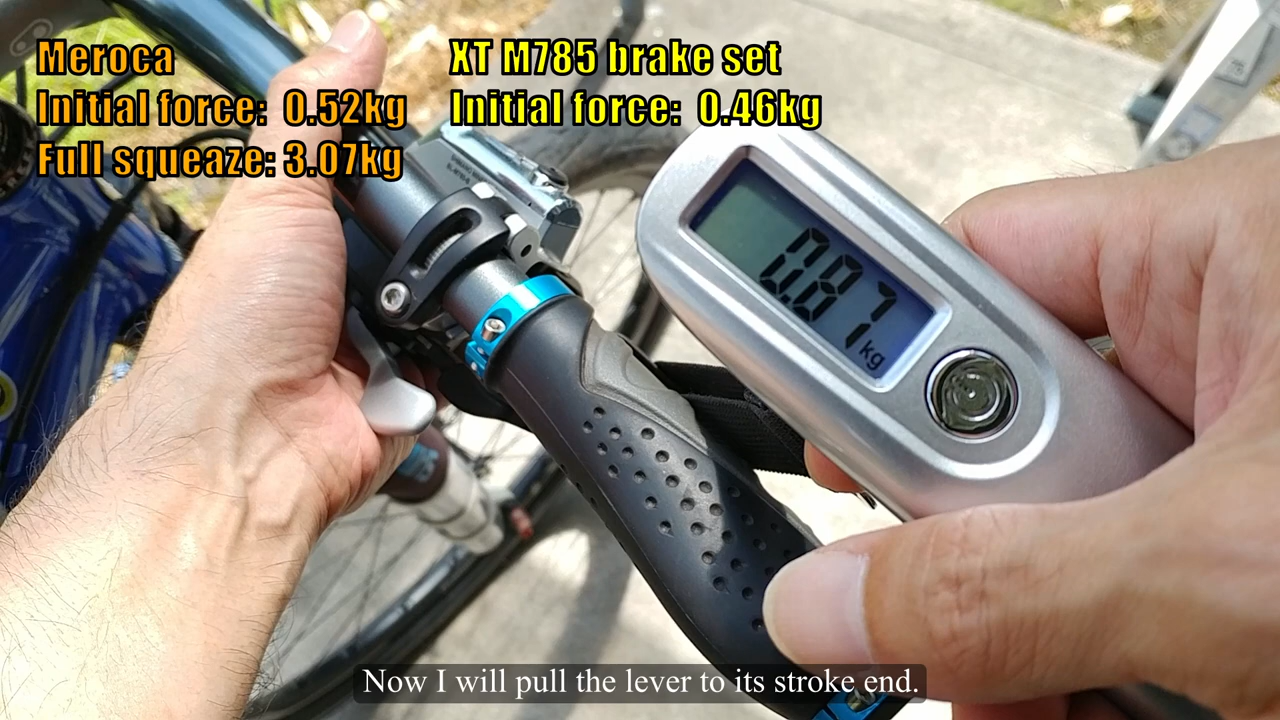 Meroca
Initial force: 0.52kg
Full squeaze: 3.07kg
XT M785 brake set
Initial force: 0.46kg
0.87 kg
Now I will pull the lever to its stroke end.